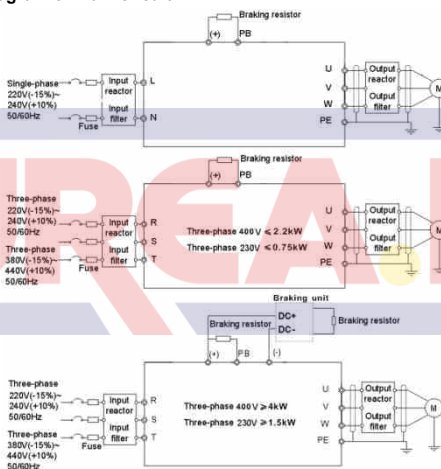 Braking resistor
(+) PB
Single-phase
220V(-15%)~
240V(+10%)
50/60Hz
Fuse
Input
reactor
Input
filter
L
N
U
V
W
PE
Output
reactor
Output
filter
M
Braking resistor
(+) PB
Three-phase
220V(-15%)~
240V(+10%)
50/60Hz
Three-phase
380V(-15%)~
440V(+10%)
50/60Hz
Fuse
Input
reactor
Input
filter
R
S
T
Three-phase 400V ≤ 2.2kW
Three-phase 230V ≤ 0.75kW
U
V
W
PE
Output
reactor
Output
filter
M
Braking unit
DC+
DC-
Braking resistor
Braking resistor
(+) PB (-)
Three-phase
220V(-15%)~
240V(+10%)
50/60Hz
Three-phase
380V(-15%)~
440V(+10%)
50/60Hz
Fuse
Input
reactor
Input
filter
R
S
T
Three-phase 400V ≥4kW
Three-phase 230V ≥1.5kW
U
V
W
PE
Output
reactor
Output
filter
M